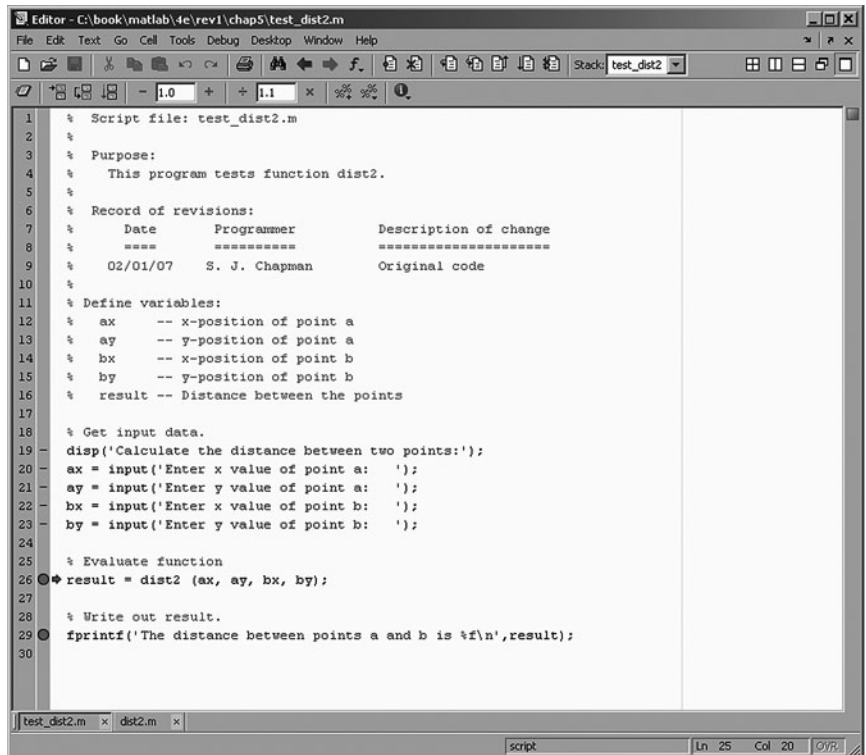 Editor - C:\book\matlab\4e\rev1\chap5\test_dist2.m
File Edit Text Go Cell Tools Debug Desktop Window Help
Stack: test_dist2
- 1.0 + ÷ 1.1 ×
1 %  Script file: test_dist2.m
2 %
3 %  Purpose:
4 %    This program tests function dist2.
5 %
6 %  Record of revisions:
7 %      Date       Programmer          Description of change
8 %      ====       ==========          =====================
9 %    02/01/07    S. J. Chapman        Original code
10 %
11 % Define variables:
12 %   ax     -- x-position of point a
13 %   ay     -- y-position of point a
14 %   bx     -- x-position of point b
15 %   by     -- y-position of point b
16 %   result -- Distance between the points
17
18 % Get input data.
19 – disp('Calculate the distance between two points:');
20 – ax = input('Enter x value of point a:   ');
21 – ay = input('Enter y value of point a:   ');
22 – bx = input('Enter x value of point b:   ');
23 – by = input('Enter y value of point b:   ');
24
25 % Evaluate function
26 result = dist2 (ax, ay, bx, by);
27
28 % Write out result.
29 fprintf('The distance between points a and b is %f\n',result);
30
test_dist2.m × dist2.m ×
script Ln 25 Col 20 OVR